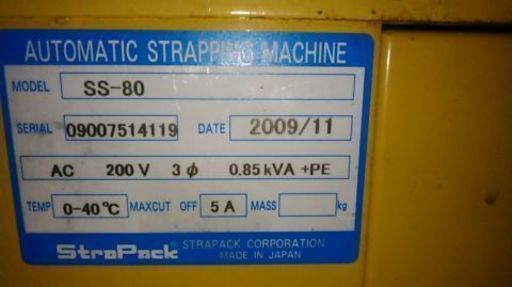 AUTOMATIC STRAPPING MACHINE
MODEL SS-80
SERIAL 09007514119 DATE 2009/11
AC 200 V 3 ϕ 0.85 kVA +PE
TEMP 0-40℃ MAXCUT OFF 5 A MASS kg
StraPack ® STRAPACK CORPORATION
MADE IN JAPAN